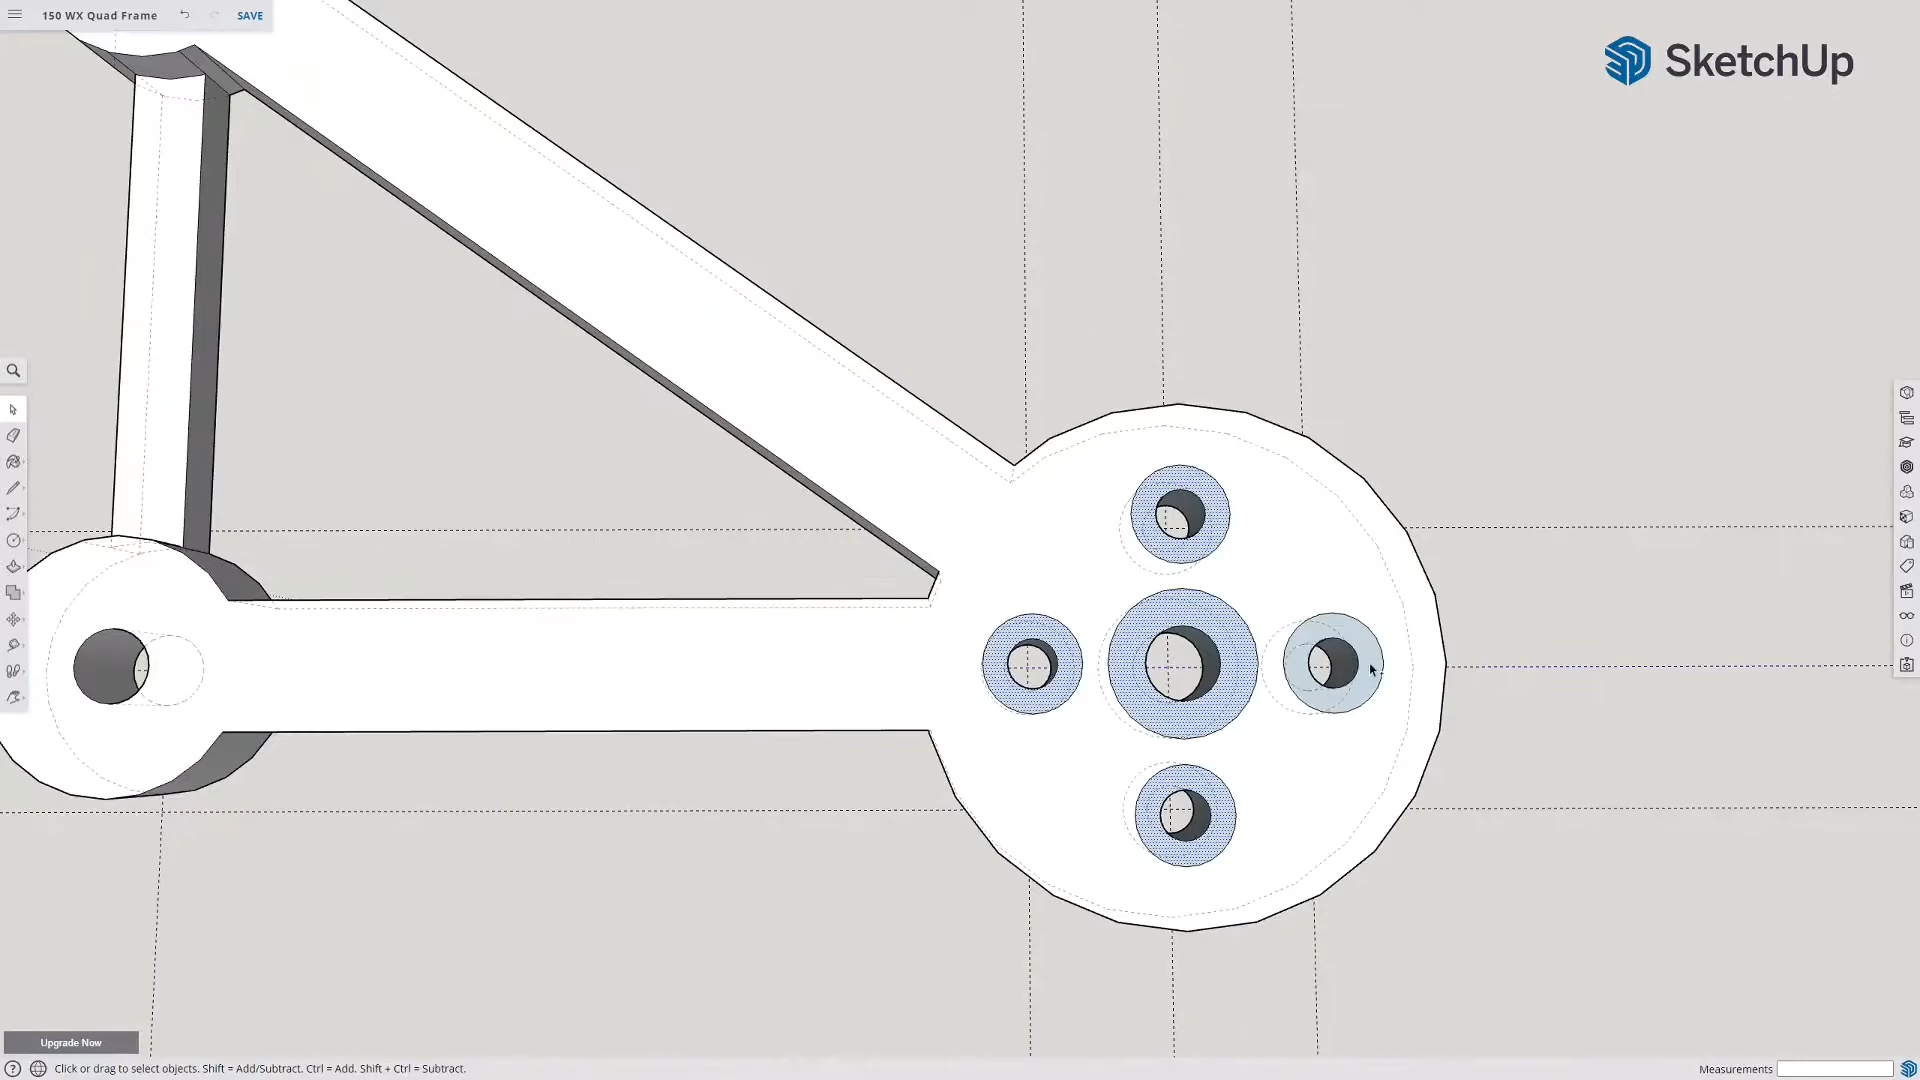 150 WX Quad Frame
SAVE
SketchUp
Upgrade Now
? Click or drag to select objects. Shift = Add/Subtract. Ctrl = Add. Shift + Ctrl = Subtract.
Measurements